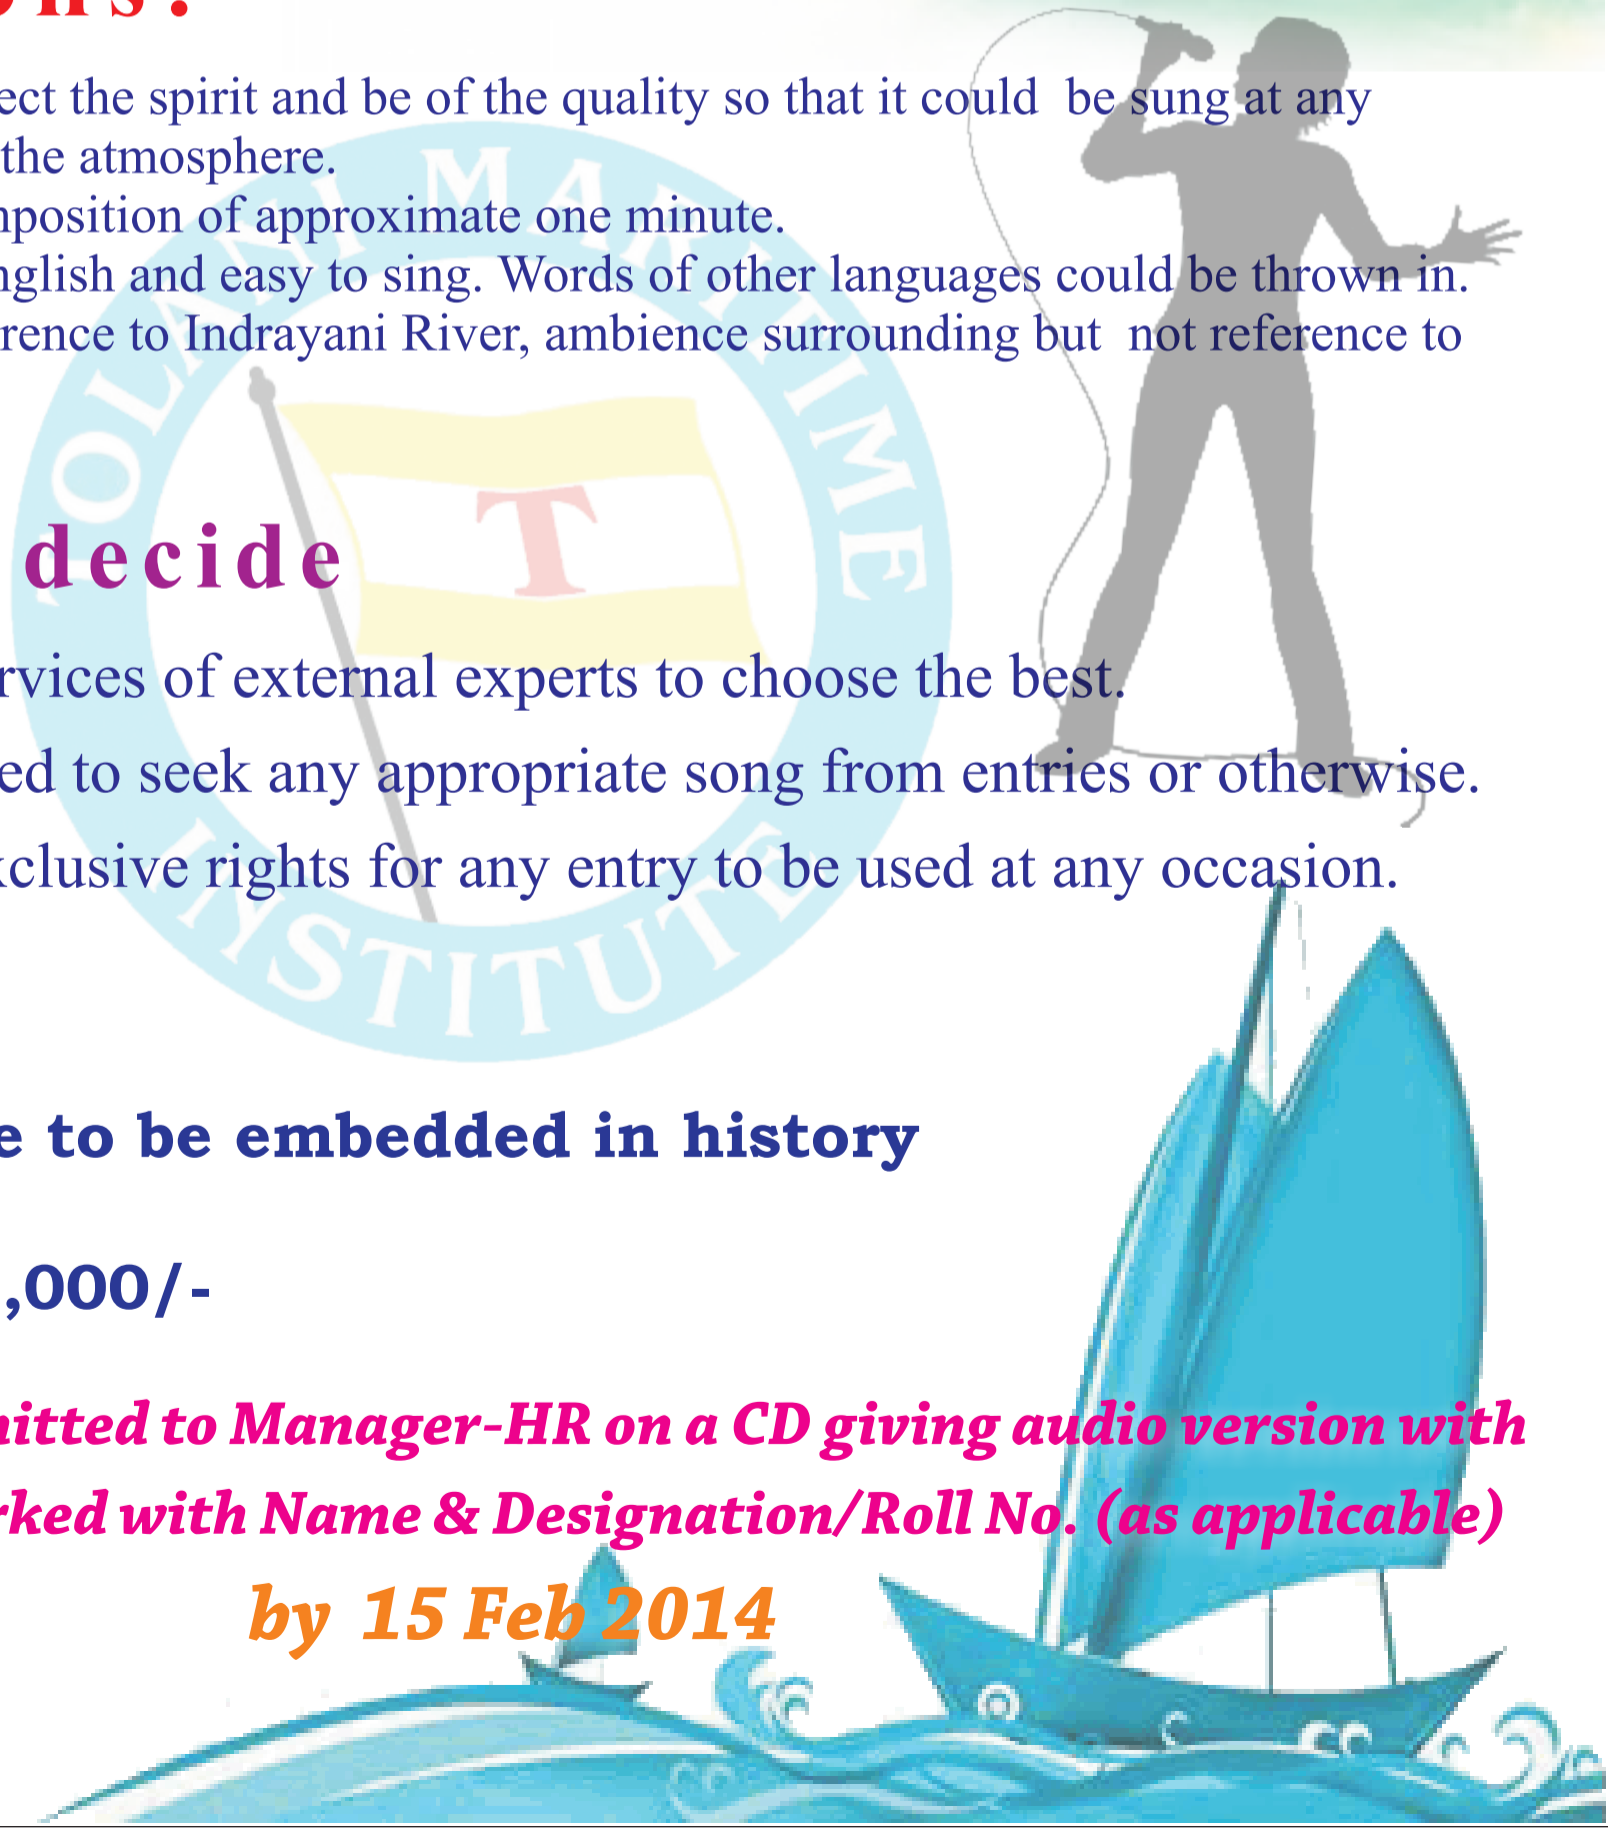 ons:
ect the spirit and be of the quality so that it could be sung at any
the atmosphere.
mposition of approximate one minute.
nglish and easy to sing. Words of other languages could be thrown in.
rence to Indrayani River, ambience surrounding but not reference to
TOLANI MARITIME
T
decide
rvices of external experts to choose the best.
ed to seek any appropriate song from entries or otherwise.
xclusive rights for any entry to be used at any occasion.
INSTITUTE
e to be embedded in history
,000/-
nitted to Manager-HR on a CD giving audio version with
rked with Name & Designation/Roll No. (as applicable)
by 15 Feb 2014